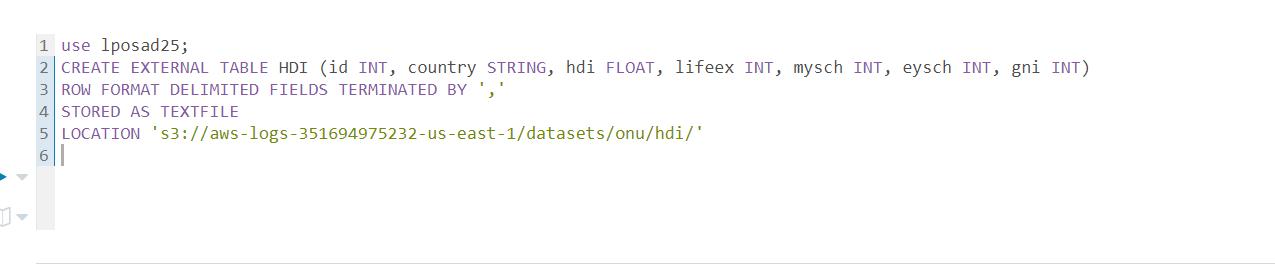 1 use lposad25;
2 CREATE EXTERNAL TABLE HDI (id INT, country STRING, hdi FLOAT, lifeex INT, mysch INT, eysch INT, gni INT)
3 ROW FORMAT DELIMITED FIELDS TERMINATED BY ','
4 STORED AS TEXTFILE
5 LOCATION 's3://aws-logs-351694975232-us-east-1/datasets/onu/hdi/'
6